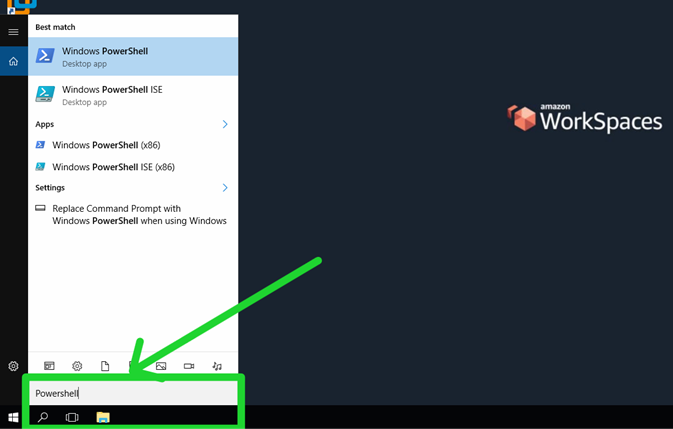 Best match
Windows PowerShell
Desktop app
Windows PowerShell ISE
Desktop app
Apps
Windows PowerShell (x86)
Windows PowerShell ISE (x86)
Settings
Replace Command Prompt with
Windows PowerShell when using Windows
Powershell
amazon
WorkSpaces